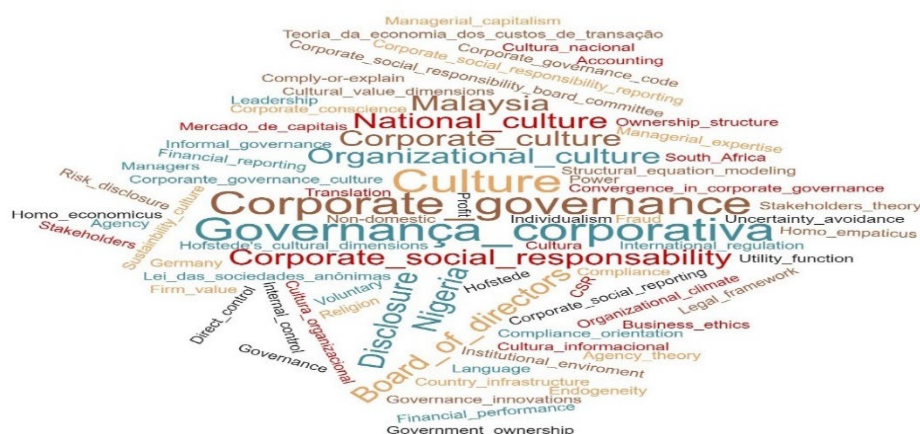 Managerial_capitalism
Teoria_da_economia_dos_custos_de_transação
Corporate_social_responsibility_board_committee
Corporate_social_responsibility_reporting
Corporate_governance_code
Cultura_nacional
Accounting
Comply-or-explain
Cultural_value_dimensions
Leadership
Corporate_conscience
Malaysia
Mercado_de_capitais
National_culture
Ownership_structure
Informal_governance
Corporate_culture
Managerial_expertise
Financial_reporting
Organizational_culture
South_Africa
Managers
Structural_equation_modeling
Risk_disclosure
Corporante_governance_culture
Culture
Power
Sustaintbility_culture
Translation
Profit
Convergence_in_corporate_governance
Corporate_governance
Stakeholders_theory
Homo_economicus
Non-domestic
Individualism
Fraud
Uncertainty_avoidance
Agency
Stakeholders
Governança_corporativa
Homo_empaticus
Hofstede's_cultural_dimensions
Cultura
International_regulation
Germany
Corporate_social_responsability
Utility_function
Lei_das_sociedades_anônimas
Firm_value
Direct_control
Internal_control
Governance
Cultura_organizacional
Voluntary
Religion
Disclosure
Nigeria
Hofstede
Board_of_directors
Compliance
CSR
Corporate_social_reporting
Organizational_climate
Legal_framework
Business_ethics
Compliance_orientation
Cultura_informacional
Institutional_enviroment
Agency_theory
Language
Country_infrastructure
Endogeneity
Governance_innovations
Financial_performance
Government_ownership